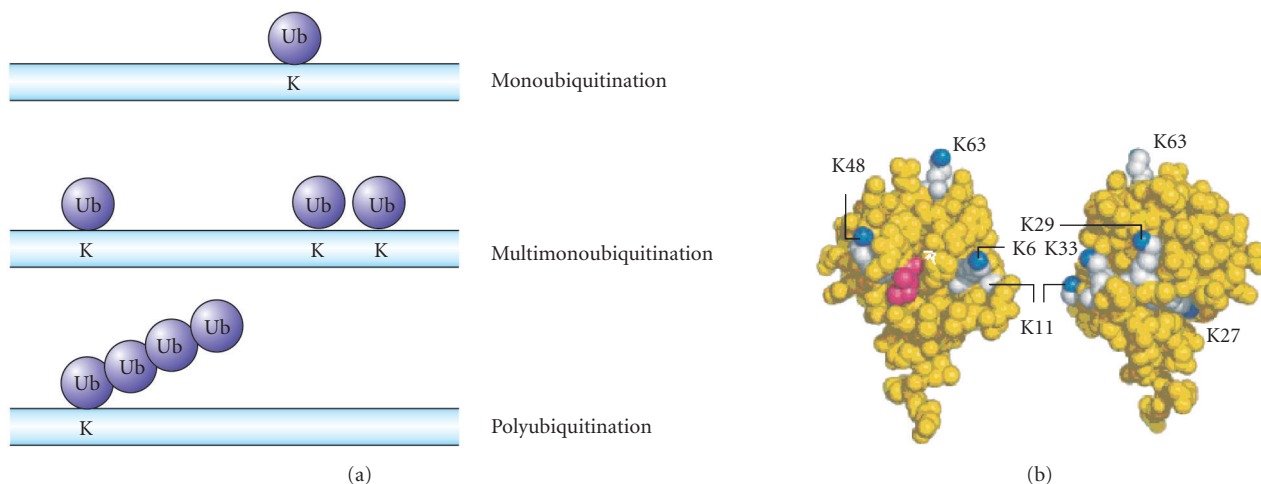 Ub
K
Monoubiquitination
Ub Ub Ub
K K K
Multimonoubiquitination
Ub Ub Ub Ub
K
Polyubiquitination
(a)
K63 K63
K48
K29
K6 K33
K11
K27
(b)